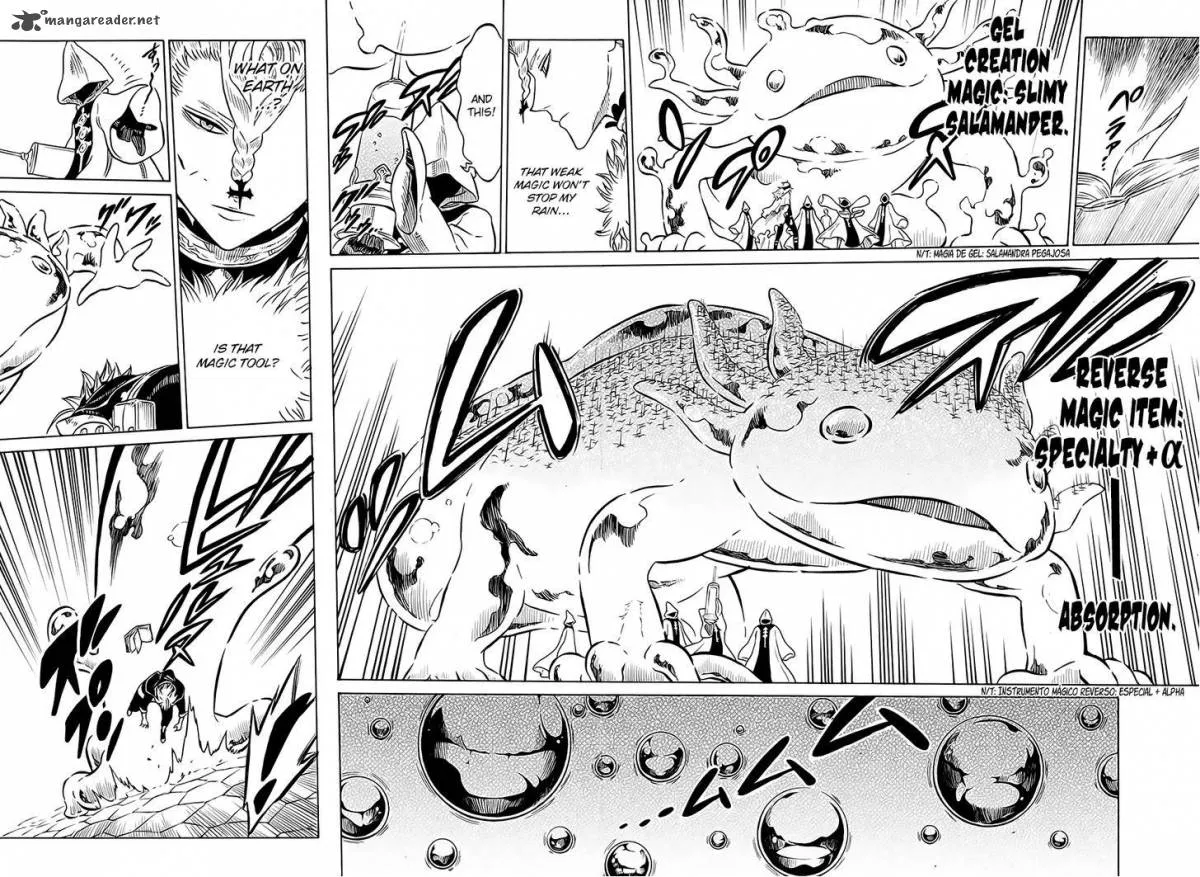 mangareader.net
GEL
"CREATION
MAGIC: SLIMY
SALAMANDER.
N/T: MAGIA DE GEL: SALAMANDRA PEGAJOSA
THAT WEAK
MAGIC WON'T
STOP MY
RAIN...
AND
THIS!
WHAT ON
EARTH
...?
IS THAT
MAGIC TOOL?
REVERSE
MAGIC ITEM:
SPECIALTY + α
ABSORPTION.
N/T: INSTRUMENTO MÁGICO REVERSO: ESPECIAL + ALPHA